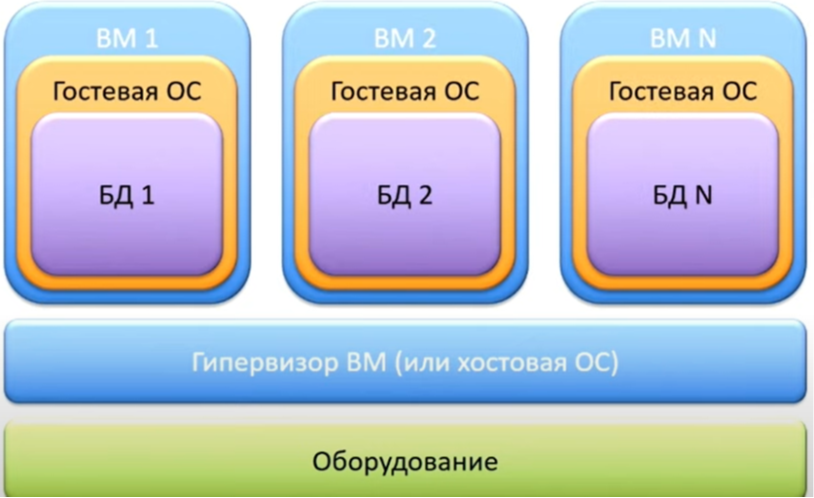 ВМ 1
ВМ 2
ВМ N
Гостевая ОС
Гостевая ОС
Гостевая ОС
БД 1
БД 2
БД N
Гипервизор ВМ (или хостовая ОС)
Оборудование